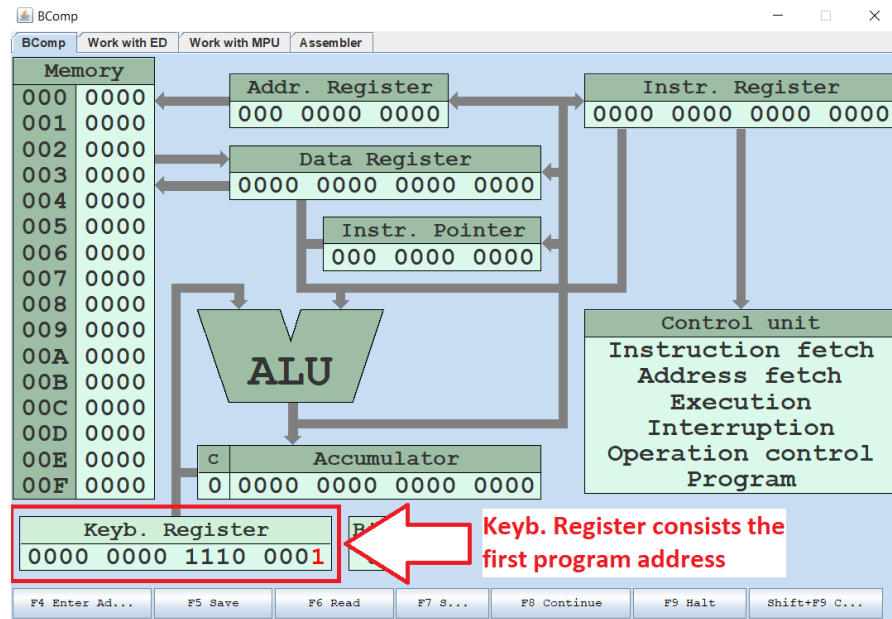 BComp
BComp Work with ED Work with MPU Assembler
Memory
000 0000
001 0000
002 0000
003 0000
004 0000
005 0000
006 0000
007 0000
008 0000
009 0000
00A 0000
00B 0000
00C 0000
00D 0000
00E 0000
00F 0000
Addr. Register
000 0000 0000
Instr. Register
0000 0000 0000 0000
Data Register
0000 0000 0000 0000
Instr. Pointer
000 0000 0000
ALU
Control unit
Instruction fetch
Address fetch
Execution
Interruption
Operation control
Program
C Accumulator
0 0000 0000 0000 0000
Keyb. Register
0000 0000 1110 0001
Keyb. Register consists the
first program address
F4 Enter Ad... F5 Save F6 Read F7 S... F8 Continue F9 Halt Shift+F9 C...